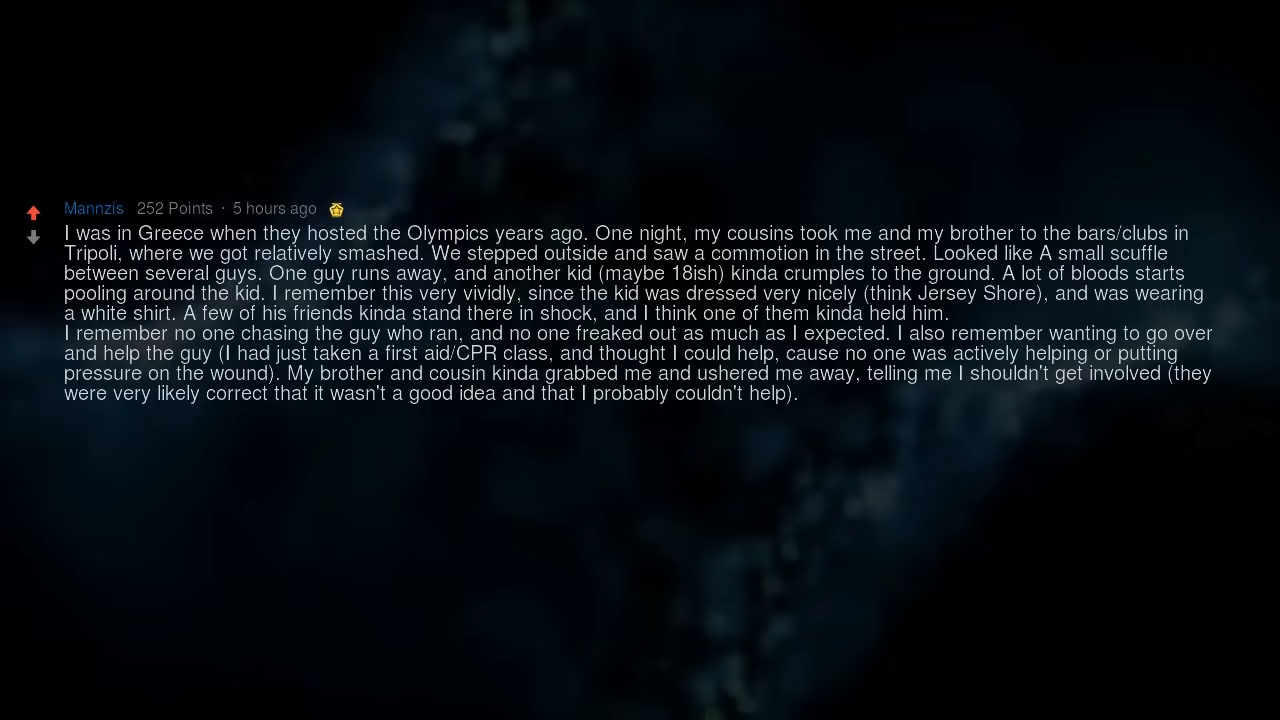 Mannzis 252 Points · 5 hours ago
I was in Greece when they hosted the Olympics years ago. One night, my cousins took me and my brother to the bars/clubs in
Tripoli, where we got relatively smashed. We stepped outside and saw a commotion in the street. Looked like A small scuffle
between several guys. One guy runs away, and another kid (maybe 18ish) kinda crumples to the ground. A lot of bloods starts
pooling around the kid. I remember this very vividly, since the kid was dressed very nicely (think Jersey Shore), and was wearing
a white shirt. A few of his friends kinda stand there in shock, and I think one of them kinda held him.
I remember no one chasing the guy who ran, and no one freaked out as much as I expected. I also remember wanting to go over
and help the guy (I had just taken a first aid/CPR class, and thought I could help, cause no one was actively helping or putting
pressure on the wound). My brother and cousin kinda grabbed me and ushered me away, telling me I shouldn't get involved (they
were very likely correct that it wasn't a good idea and that I probably couldn't help).